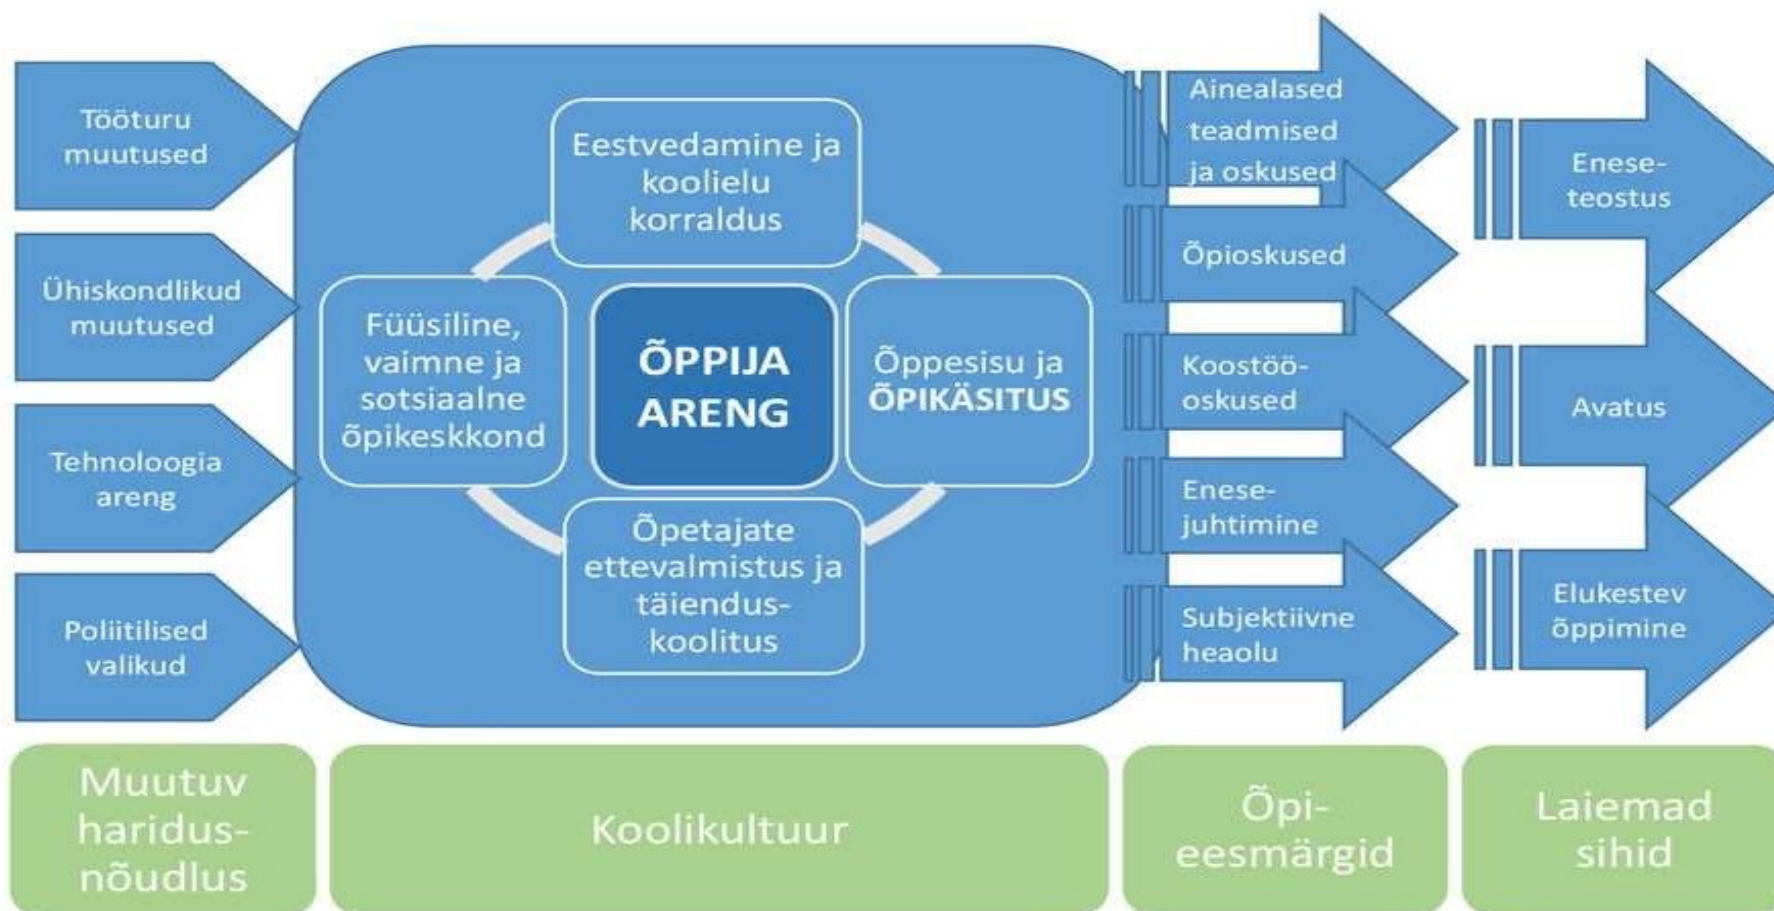 Tööturu
muutused
Ühiskondlikud
muutused
Tehnoloogia
areng
Poliitilised
valikud
Eestvedamine ja
koolielu
korraldus
Füüsiline,
vaimne ja
sotsiaalne
õpikeskkond
ÕPPIJA
ARENG
Õppesisu ja
ÕPIKÄSITUS
Õpetajate
ettevalmistus ja
täiendus-
koolitus
Ainealased
teadmised
ja oskused
Õpioskused
Koostöö-
oskused
Enese-
juhtimine
Subjektiivne
heaolu
Enese-
teostus
Avatus
Elukestev
õppimine
Muutuv
haridus-
nõudlus
Koolikultuur
Õpi-
eesmärgid
Laiemad
sihid